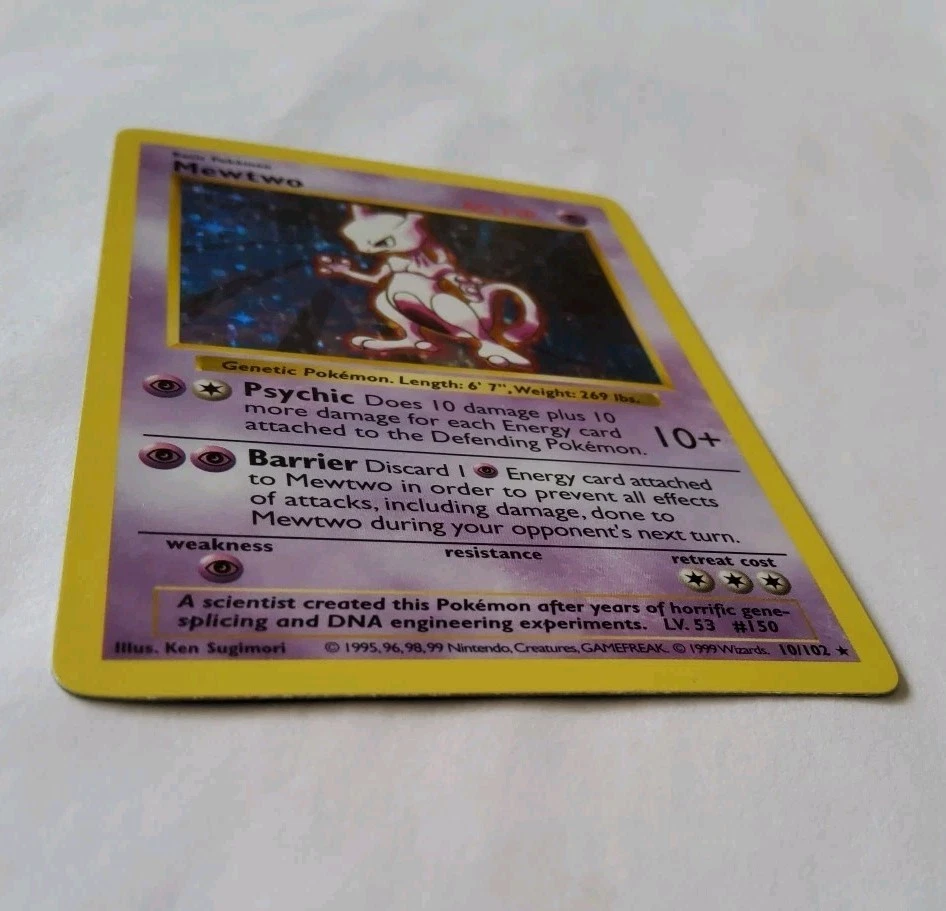 Basic Pokémon
Mewtwo
Genetic Pokémon. Length: 6' 7", Weight: 269 lbs.
Psychic Does 10 damage plus 10
more damage for each Energy card
attached to the Defending Pokémon.
10+
Barrier Discard 1 Energy card attached
to Mewtwo in order to prevent all effects
of attacks, including damage, done to
Mewtwo during your opponent's next turn.
weakness resistance retreat cost
A scientist created this Pokémon after years of horrific gene-
splicing and DNA engineering experiments. LV. 53 #150
Illus. Ken Sugimori © 1995, 96, 98, 99 Nintendo, Creatures, GAMEFREAK. © 1999 Wizards. 10/102 ★